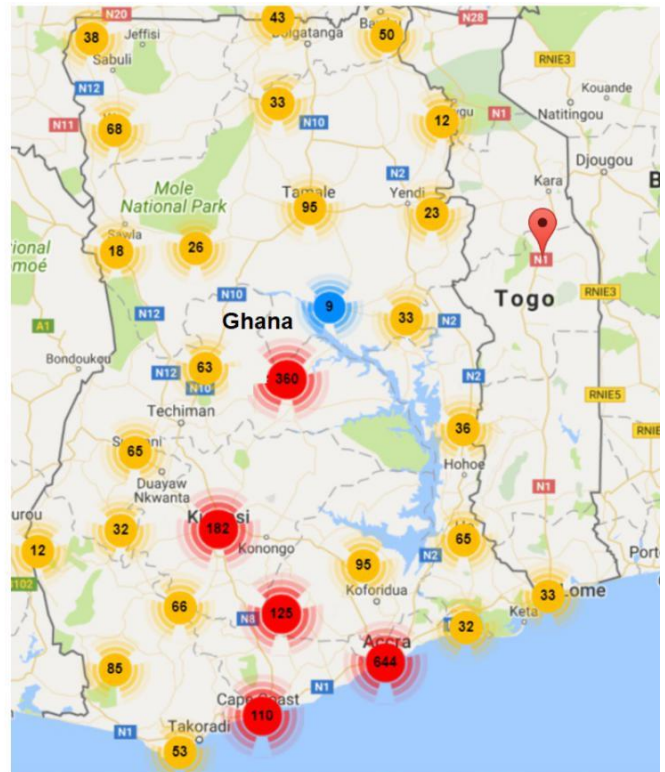 N20
43
N28
50
38
Jeffisi
Bolgatanga
Sabuli
RNIE3
N12
33
Kouande
N11
68
N10
12
N1
Natitingou
Djougou
N2
Kara
Mole
National Park
Tamale
Yendi
95
23
Sawla
18
26
N1
N10
9
Togo
RNIE3
N12
Ghana
33
N2
A1
Bondoukou
63
360
N12
N10
N2
RNIE5
Techiman
36
65
Hohoe
Duayaw
Nkwanta
N1
182
32
12
Konongo
65
95
N2
Koforidua
Lome
33
66
125
N8
Keta
32
Accra
644
85
N1
Cape Coast
110
N1
Takoradi
53